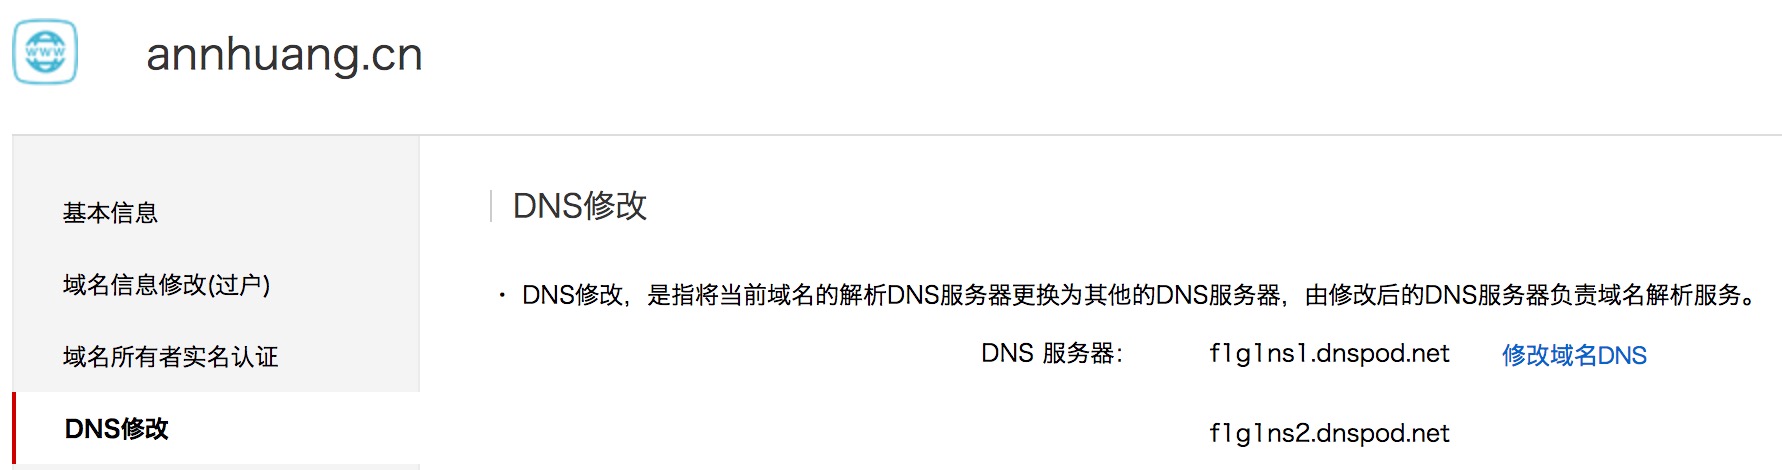 www
annhuang.cn
基本信息
域名信息修改(过户)
域名所有者实名认证
DNS修改
DNS修改
· DNS修改，是指将当前域名的解析DNS服务器更换为其他的DNS服务器，由修改后的DNS服务器负责域名解析服务。
DNS 服务器： f1g1ns1.dnspod.net 修改域名DNS
f1g1ns2.dnspod.net